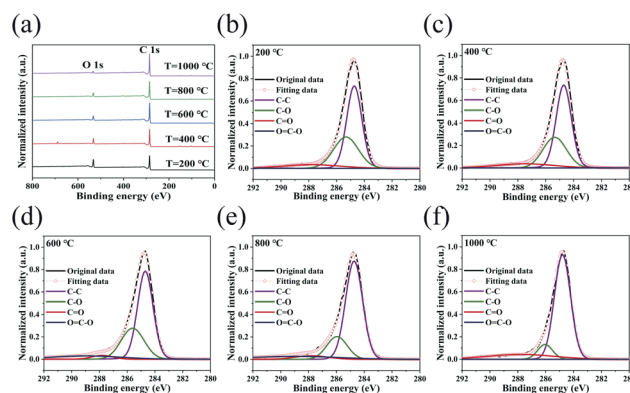 (a)
C 1s
O 1s
T=1000 °C
T=800 °C
T=600 °C
T=400 °C
T=200 °C
800 600 400 200 0
Binding energy (eV)
Normalized intensity (a.u.)
(b)
200 °C
Original data
Fitting data
C-C
C-O
C=O
O=C-O
1.0
0.8
0.6
0.4
0.2
0.0
292 290 288 286 284 282 280
Binding energy (eV)
Normalized intensity (a.u.)
(c)
400 °C
Original data
Fitting data
C-C
C-O
C=O
O=C-O
1.0
0.8
0.6
0.4
0.2
0.0
292 290 288 286 284 282 280
Binding energy (eV)
Normalized intensity (a.u.)
(d)
600 °C
Original data
Fitting data
C-C
C-O
C=O
O=C-O
1.0
0.8
0.6
0.4
0.2
0.0
292 290 288 286 284 282 280
Binding energy (eV)
Normalized intensity (a.u.)
(e)
800 °C
Original data
Fitting data
C-C
C-O
C=O
O=C-O
1.0
0.8
0.6
0.4
0.2
0.0
292 290 288 286 284 282 280
Binding energy (eV)
Normalized intensity (a.u.)
(f)
1000 °C
Original data
Fitting data
C-C
C-O
C=O
O=C-O
1.0
0.8
0.6
0.4
0.2
0.0
292 290 288 286 284 282 280
Binding energy (eV)
Normalized intensity (a.u.)